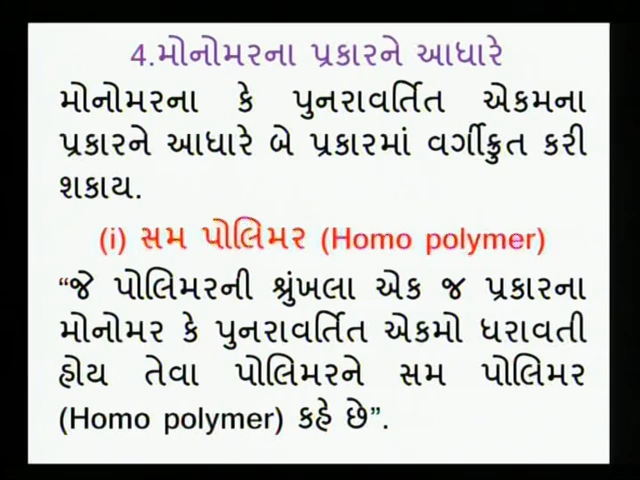 4.મોનોમરના પ્રકારને આધારે
મોનોમરના કે પુનરાવર્તિત એકમના
પ્રકારને આધારે બે પ્રકારમાં વર્ગીક્રુત કરી
શકાય.
(i) સમ પોલિમર (Homo polymer)
“જે પોલિમરની શ્રુંખલા એક જ પ્રકારના
મોનોમર કે પુનરાવર્તિત એકમો ધરાવતી
હોય તેવા પોલિમરને સમ પોલિમર
(Homo polymer) કહે છે”.